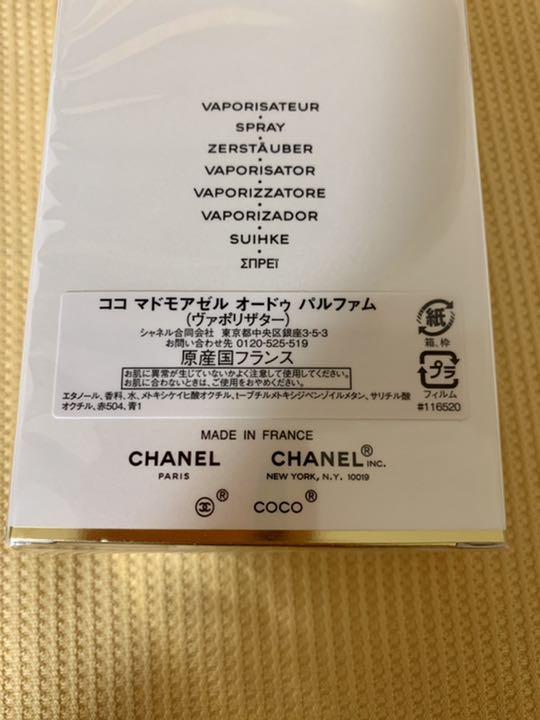 VAPORISATEUR
SPRAY
ZERSTÄUBER
VAPORISATOR
VAPORIZZATORE
VAPORIZADOR
SUIHKE
ΣΠΡΕΪ
ココ マドモアゼル オードゥ パルファム
(ヴァポリザター)
シャネル合同会社 東京都中央区銀座3-5-3
お問い合わせ先 0120-525-519
原産国フランス
お肌に異常が生じていないかよく注意して使用してください。
お肌に合わないときは、ご使用をおやめください。
エタノール、香料、水、メトキシケイヒ酸オクチル、t-ブチルメトキシジベンゾイルメタン、サリチル酸
オクチル、赤504、青1
紙
箱、枠
プラ
フィルム
#116520
MADE IN FRANCE
CHANEL CHANEL® INC.
PARIS NEW YORK, N.Y. 10019
® COCO®